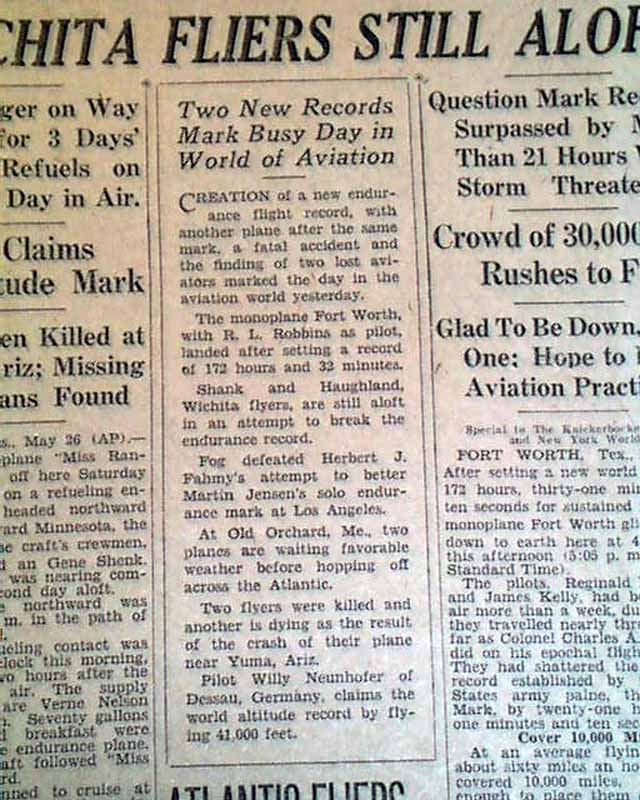 CHITA FLIERS STILL ALOF
ger on Way
for 3 Days'
Refuels on
Day in Air.
Claims
tude Mark
en Killed at
riz; Missing
ans Found
s., May 26 (AP).—
plane "Miss Ran-
off here Saturday
on a refueling en-
headed northward
ard Minnesota, the
se craft's crewmen,
d an Gene Shenk.
was nearing com-
cond day aloft.
e northward was
m. in the path of
ueling contact was
clock this morning,
wo hours after the
air. The supply
are Verne Nelson
. Seventy gallons
d breakfast were
e endurance plane.
aft followed "Miss
rd.
nned to cruise at
Two New Records
Mark Busy Day in
World of Aviation
CREATION of a new endur-
ance flight record, with
another plane after the same
mark, a fatal accident and
the finding of two lost avi-
ators marked the day in the
aviation world yesterday.
The monoplane Fort Worth,
with R. L. Robbins as pilot,
landed after setting a record
of 172 hours and 32 minutes.
Shank and Haughland,
Wichita flyers, are still aloft
in an attempt to break the
endurance record.
Fog defeated Herbert J.
Fahmy's attempt to better
Martin Jensen's solo endur-
ance mark at Los Angeles.
At Old Orchard, Me., two
planes are waiting favorable
weather before hopping off
across the Atlantic.
Two flyers were killed and
another is dying as the result
of the crash of their plane
near Yuma, Ariz.
Pilot Willy Neunhofer of
Dessau, Germany, claims the
world altitude record by fly-
ing 41,000 feet.
ATLANTIC FLIERS
Question Mark Re
Surpassed by M
Than 21 Hours W
Storm Threate
Crowd of 30,000
Rushes to F
Glad To Be Down,
One; Hope to
Aviation Pract
Special to The Knickerbocke
and New York World
FORT WORTH, Tex.,
After setting a new world
172 hours, thirty-one min
ten seconds for sustained
monoplane Fort Worth gli
down to earth here at 4
this afternoon (5:05 p. m
Standard Time).
The pilots, Reginald
and James Kelly, had be
air more than a week, du
they travelled nearly thr
far as Colonel Charles A
did on his epochal fligh
They had shattered the
record established by
States army palne, th
Mark, by twenty-one h
one minutes and ten sec
Cover 10,000 Mi
At an average flyin
about sixty miles an ho
covered 10,000 miles,
enough to place them